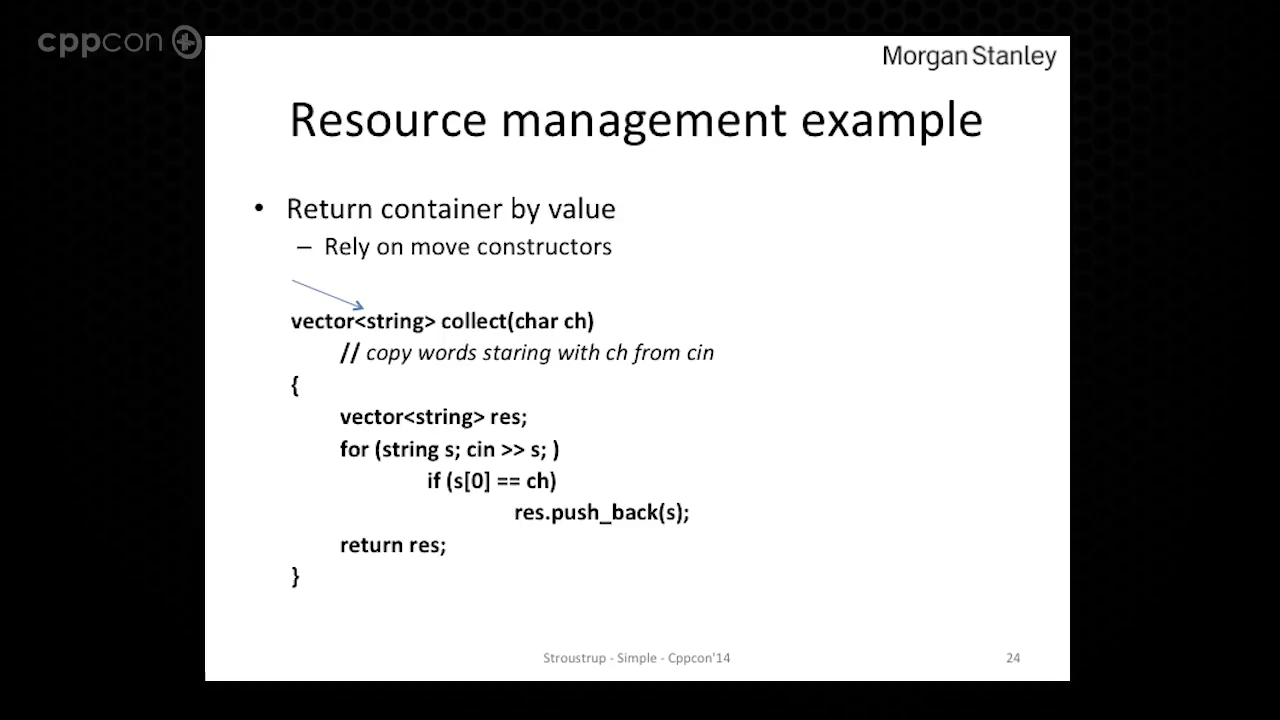 cppcon
Morgan Stanley
Resource management example
• Return container by value
– Rely on move constructors
vector<string> collect(char ch)
// copy words staring with ch from cin
{
vector<string> res;
for (string s; cin >> s; )
if (s[0] == ch)
res.push_back(s);
return res;
}
Stroustrup - Simple - Cppcon'14
24